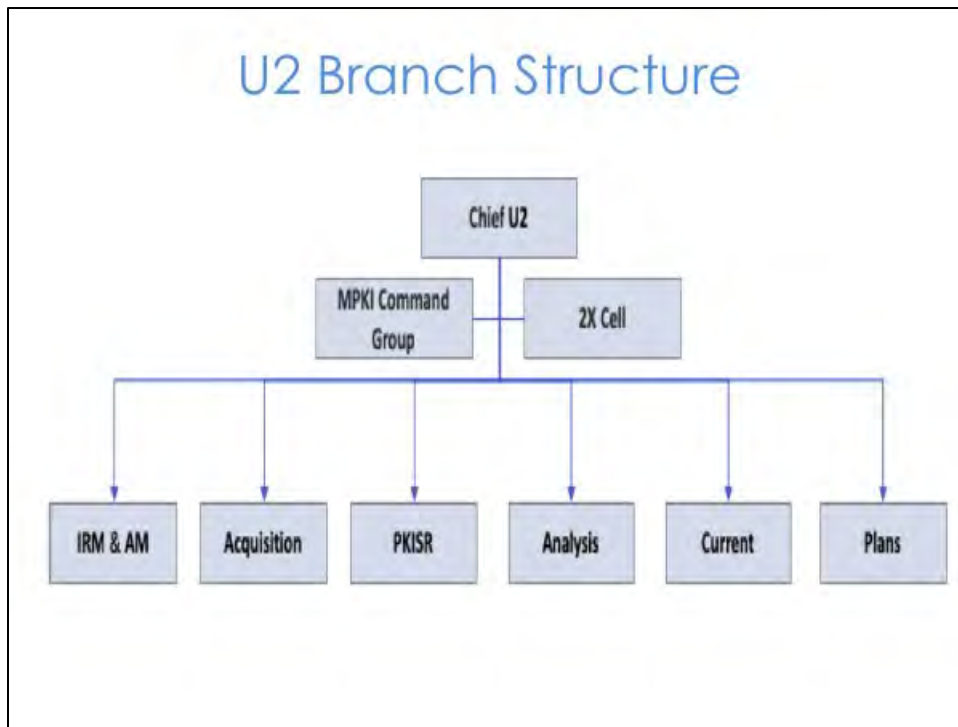 U2 Branch Structure
Chief U2
MPKI Command
Group
2X Cell
IRM & AM
Acquisition
PKISR
Analysis
Current
Plans